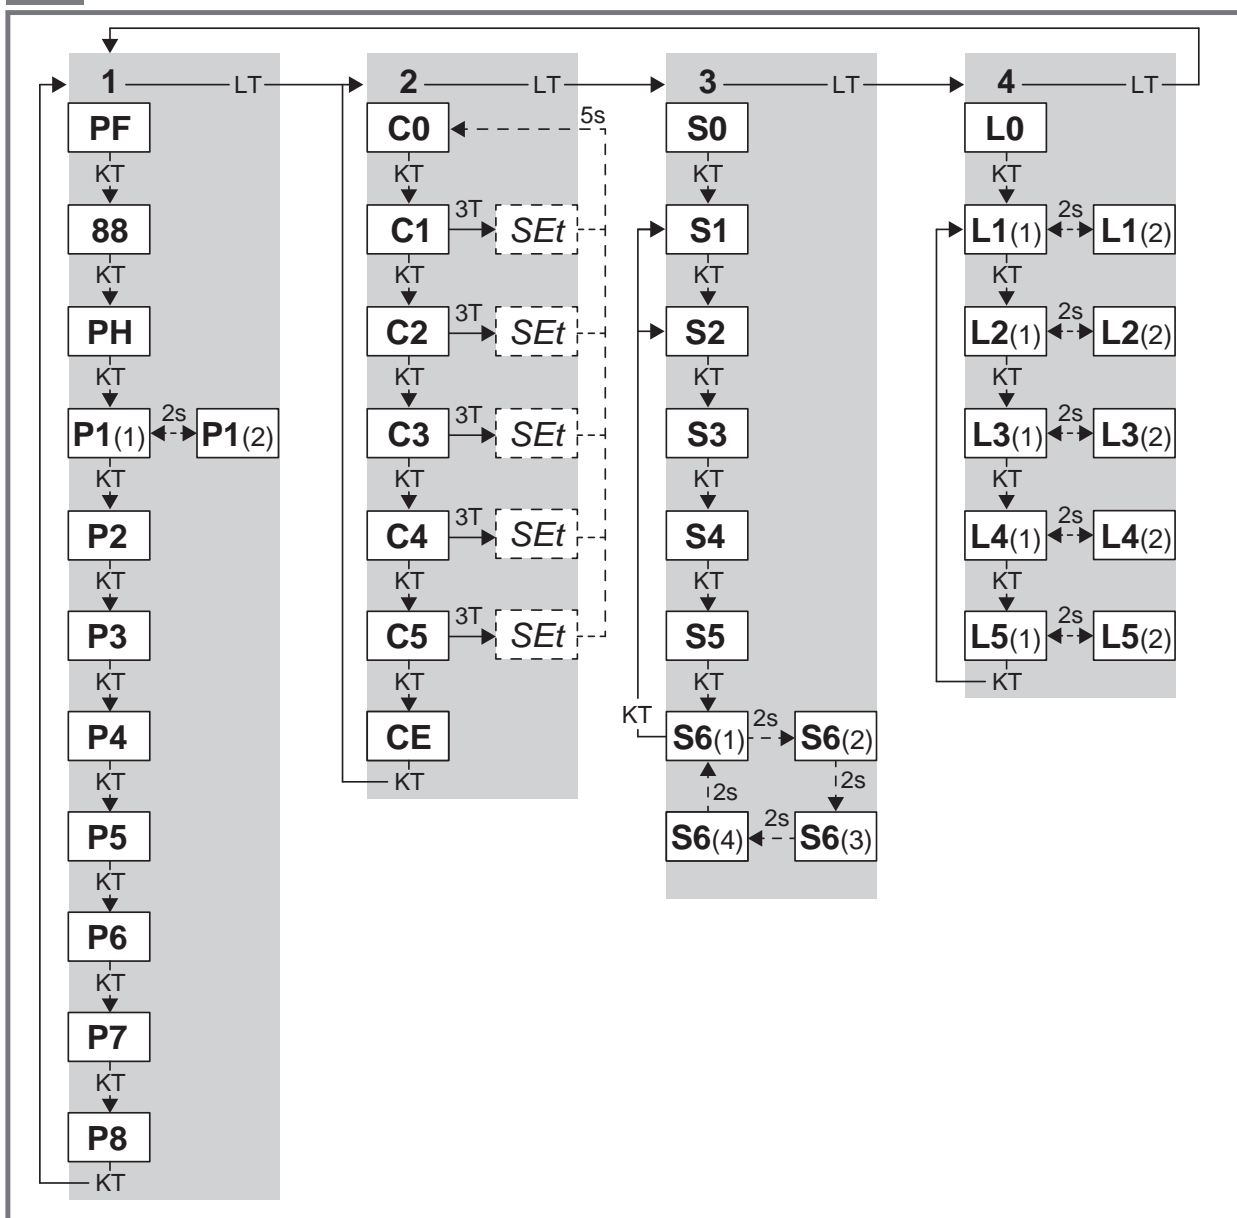 1 LT 2 LT 3 LT 4 LT
PF
KT
88
KT
PH
KT
P1(1) 2s P1(2)
KT
P2
KT
P3
KT
P4
KT
P5
KT
P6
KT
P7
KT
P8
KT
C0 5s
KT
C1 3T SEt
KT
C2 3T SEt
KT
C3 3T SEt
KT
C4 3T SEt
KT
C5 3T SEt
KT
CE
KT
S0
KT
S1
KT
S2
KT
S3
KT
S4
KT
S5
KT
KT S6(1) 2s S6(2)
2s 2s
S6(4) 2s S6(3)
L0
KT
L1(1) 2s L1(2)
KT
L2(1) 2s L2(2)
KT
L3(1) 2s L3(2)
KT
L4(1) 2s L4(2)
KT
L5(1) 2s L5(2)
KT